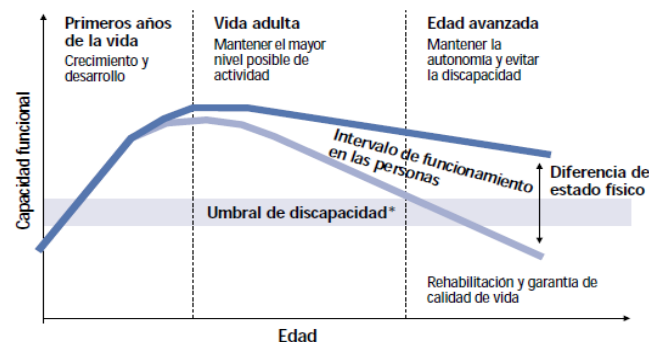 Primeros años
de la vida
Crecimiento y
desarrollo
Vida adulta
Mantener el mayor
nivel posible de
actividad
Edad avanzada
Mantener la
autonomía y evitar
la discapacidad
Capacidad funcional
Intervalo de funcionamiento
en las personas
Diferencia de
estado físico
Umbral de discapacidad*
Rehabilitación y garantía de
calidad de vida
Edad